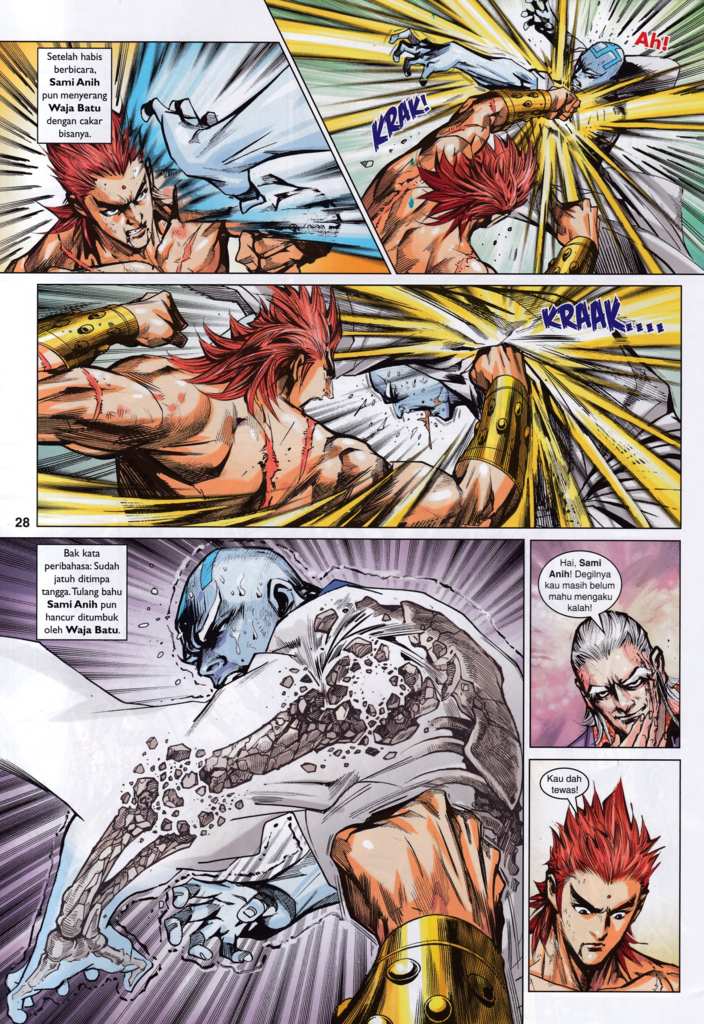 Setelah habis
berbicara,
Sami Anih
pun menyerang
Waja Batu
dengan cakar
bisanya.
Ah!
KRAK!
KRAAK....
28
Bak kata
peribahasa: Sudah
jatuh ditimpa
tangga. Tulang bahu
Sami Anih pun
hancur ditumbuk
oleh Waja Batu.
Hai, Sami
Anih! Degilnya
kau masih belum
mahu mengaku
kalah!
Kau dah
tewas!